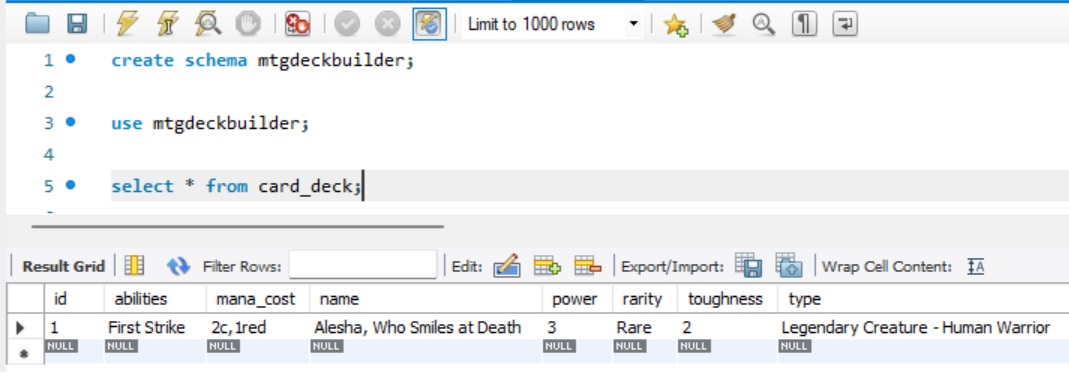 Limit to 1000 rows
1 create schema mtgdeckbuilder;
2
3 use mtgdeckbuilder;
4
5 select * from card_deck;
Result Grid Filter Rows: Edit: Export/Import: Wrap Cell Content: IA
id abilities mana_cost name power rarity toughness type
1 First Strike 2c,1red Alesha, Who Smiles at Death 3 Rare 2 Legendary Creature - Human Warrior
NULL NULL NULL NULL NULL NULL NULL NULL